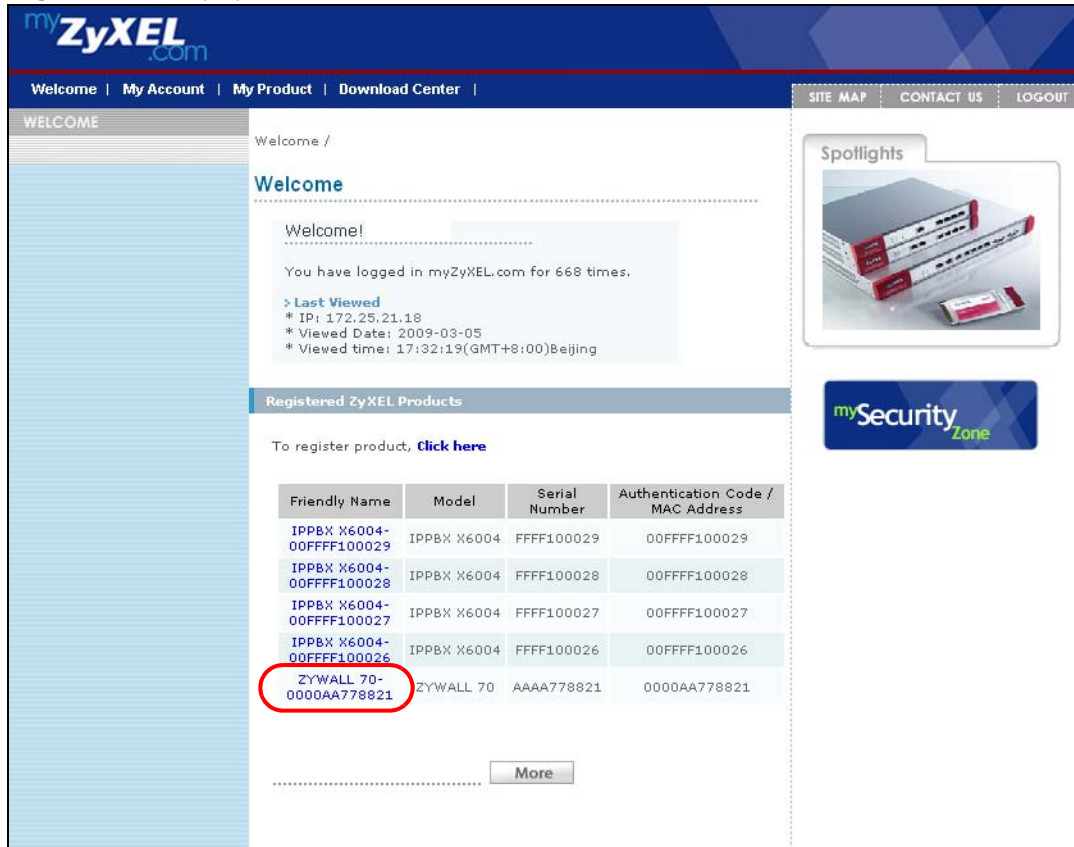 myZyXEL.com
Welcome | My Account | My Product | Download Center |
SITE MAP CONTACT US LOGOUT
WELCOME
Welcome /
Welcome
Welcome!
You have logged in myZyXEL.com for 668 times.
> Last Viewed
* IP: 172.25.21.18
* Viewed Date: 2009-03-05
* Viewed time: 17:32:19(GMT+8:00)Beijing
Registered ZyXEL Products
To register product, Click here
Friendly Name Model Serial Number Authentication Code / MAC Address
IPPBX X6004-00FFFF100029 IPPBX X6004 FFFF100029 00FFFF100029
IPPBX X6004-00FFFF100028 IPPBX X6004 FFFF100028 00FFFF100028
IPPBX X6004-00FFFF100027 IPPBX X6004 FFFF100027 00FFFF100027
IPPBX X6004-00FFFF100026 IPPBX X6004 FFFF100026 00FFFF100026
ZYWALL 70-0000AA778821 ZYWALL 70 AAAA778821 0000AA778821
More
Spotlights
mySecurity Zone